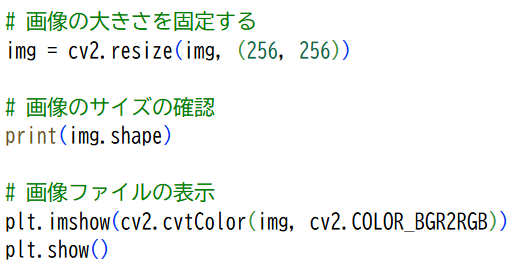 # 画像の大きさを固定する
img = cv2.resize(img, (256, 256))
# 画像のサイズの確認
print(img.shape)
# 画像ファイルの表示
plt.imshow(cv2.cvtColor(img, cv2.COLOR_BGR2RGB))
plt.show()